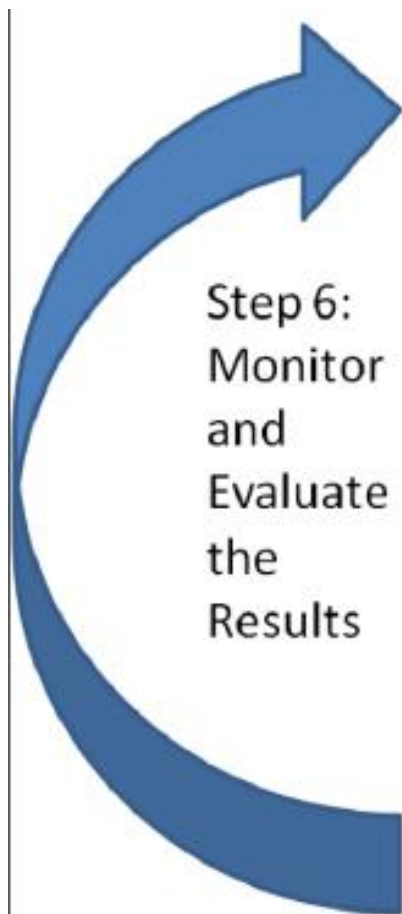 Step 6:
Monitor
and
Evaluate
the
Results